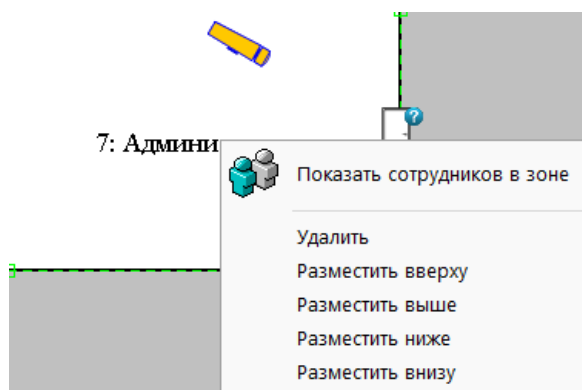 7: Админи
?
Показать сотрудников в зоне
Удалить
Разместить вверху
Разместить выше
Разместить ниже
Разместить внизу